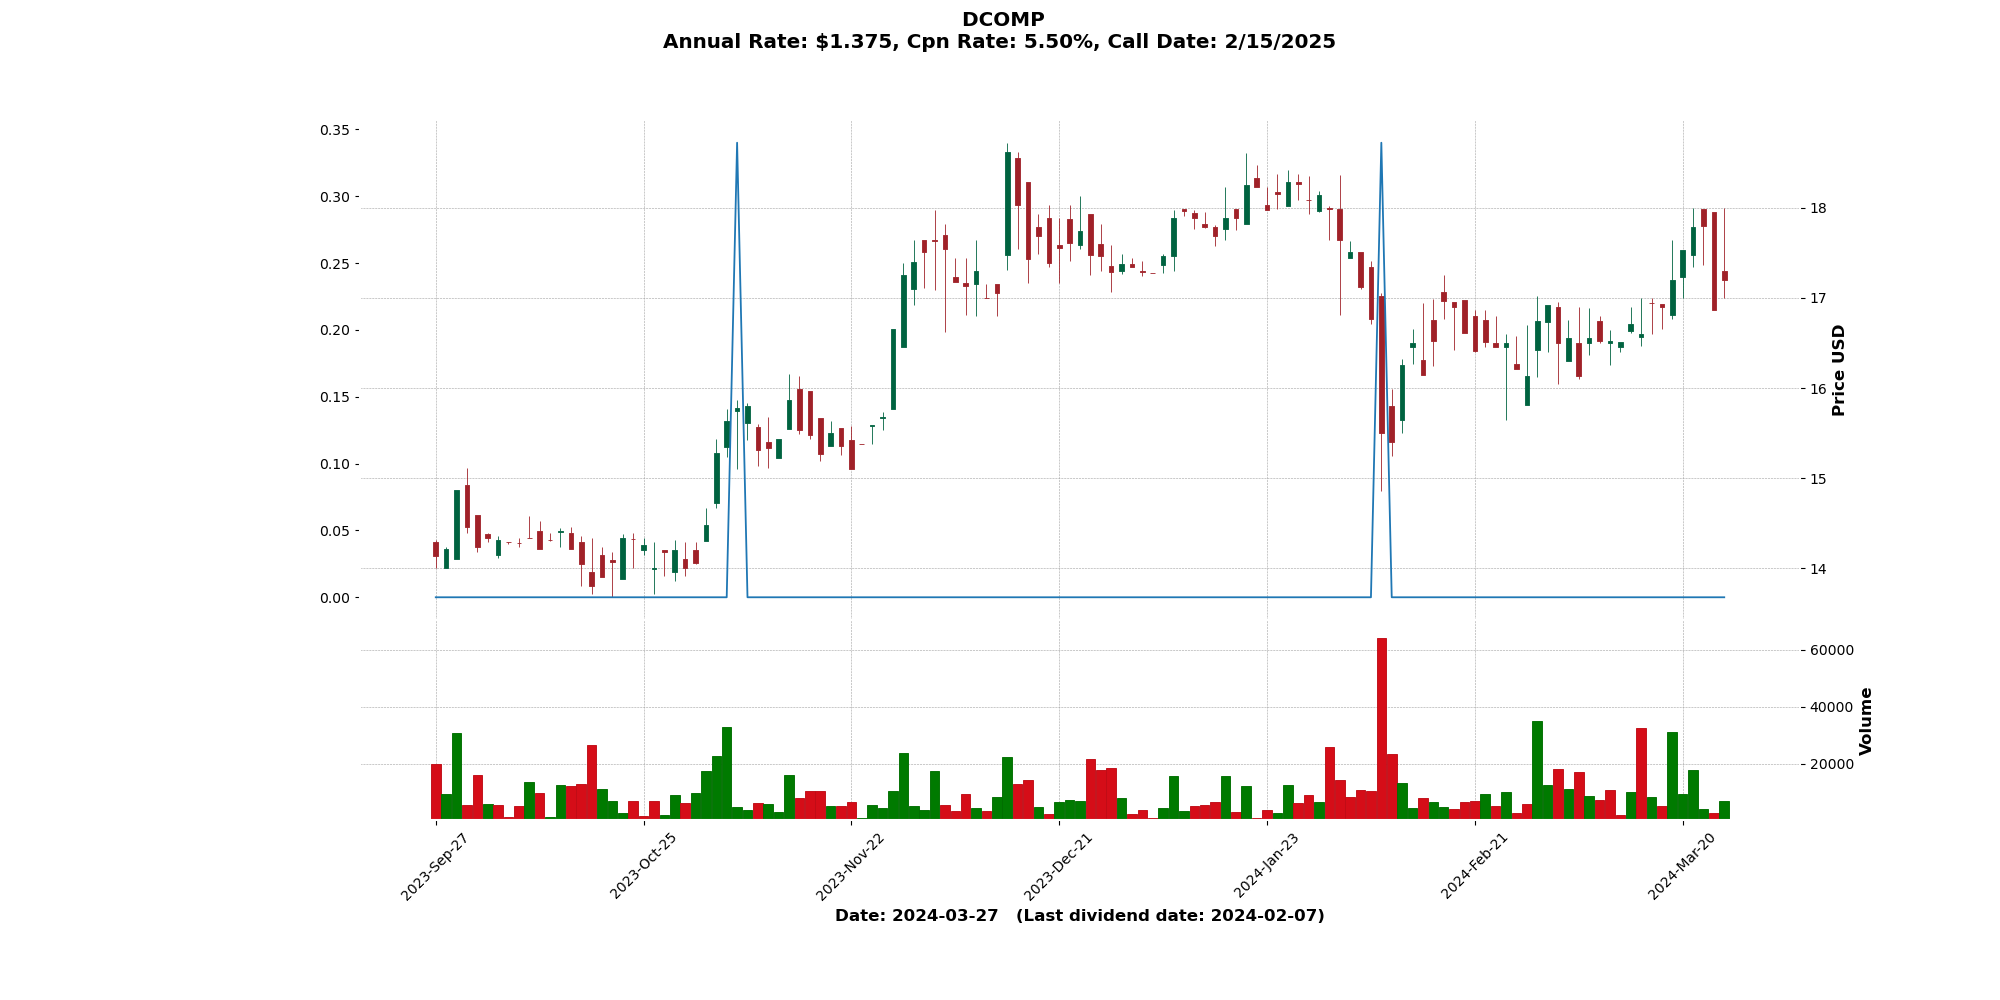 DCOMP
Annual Rate: $1.375, Cpn Rate: 5.50%, Call Date: 2/15/2025
0.35
0.30
0.25
0.20
0.15
0.10
0.05
0.00
18
17
16
15
14
Price USD
60000
40000
20000
Volume
2023-Sep-27
2023-Oct-25
2023-Nov-22
2023-Dec-21
2024-Jan-23
2024-Feb-21
2024-Mar-20
Date: 2024-03-27 (Last dividend date: 2024-02-07)